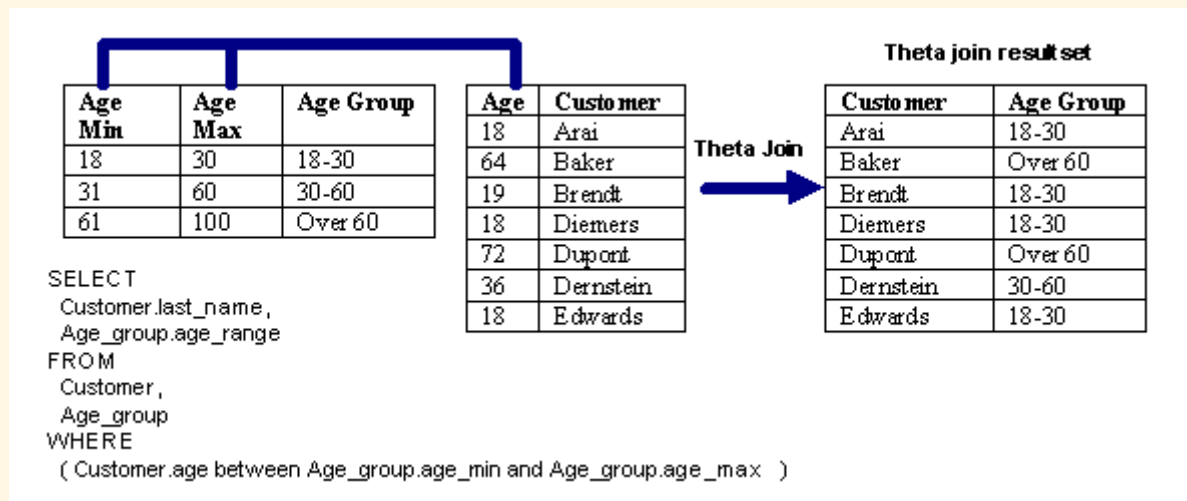 Theta join result set
Age Min Age Max Age Group
18 30 18-30
31 60 30-60
61 100 Over 60
Age Customer
18 Arai
64 Baker
19 Brendt
18 Diemers
72 Dupont
36 Dernstein
18 Edwards
Theta Join
Customer Age Group
Arai 18-30
Baker Over 60
Brendt 18-30
Diemers 18-30
Dupont Over 60
Dernstein 30-60
Edwards 18-30
SELECT
Customer.last_name,
Age_group.age_range
FROM
Customer,
Age_group
WHERE
( Customer.age between Age_group.age_min and Age_group.age_max )